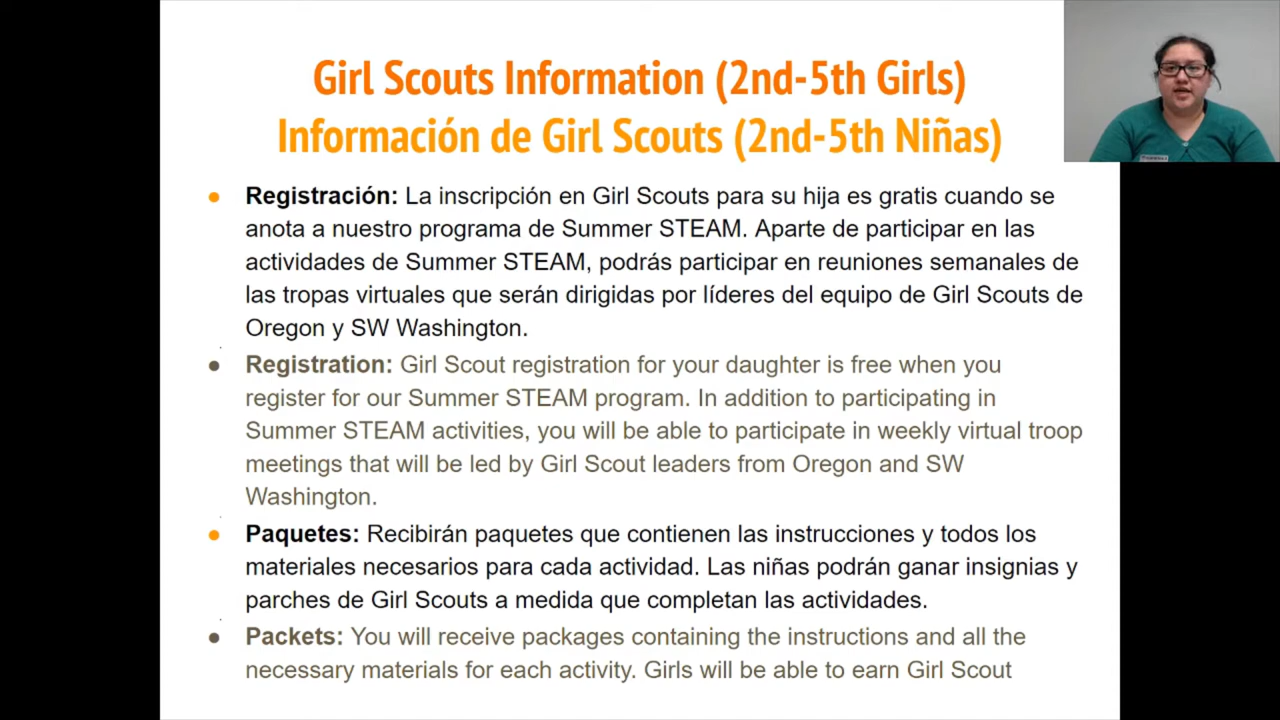 Girl Scouts Information (2nd-5th Girls)
Información de Girl Scouts (2nd-5th Niñas)
Registración: La inscripción en Girl Scouts para su hija es gratis cuando se
anota a nuestro programa de Summer STEAM. Aparte de participar en las
actividades de Summer STEAM, podrás participar en reuniones semanales de
las tropas virtuales que serán dirigidas por líderes del equipo de Girl Scouts de
Oregon y SW Washington.
Registration: Girl Scout registration for your daughter is free when you
register for our Summer STEAM program. In addition to participating in
Summer STEAM activities, you will be able to participate in weekly virtual troop
meetings that will be led by Girl Scout leaders from Oregon and SW
Washington.
Paquetes: Recibirán paquetes que contienen las instrucciones y todos los
materiales necesarios para cada actividad. Las niñas podrán ganar insignias y
parches de Girl Scouts a medida que completan las actividades.
Packets: You will receive packages containing the instructions and all the
necessary materials for each activity. Girls will be able to earn Girl Scout